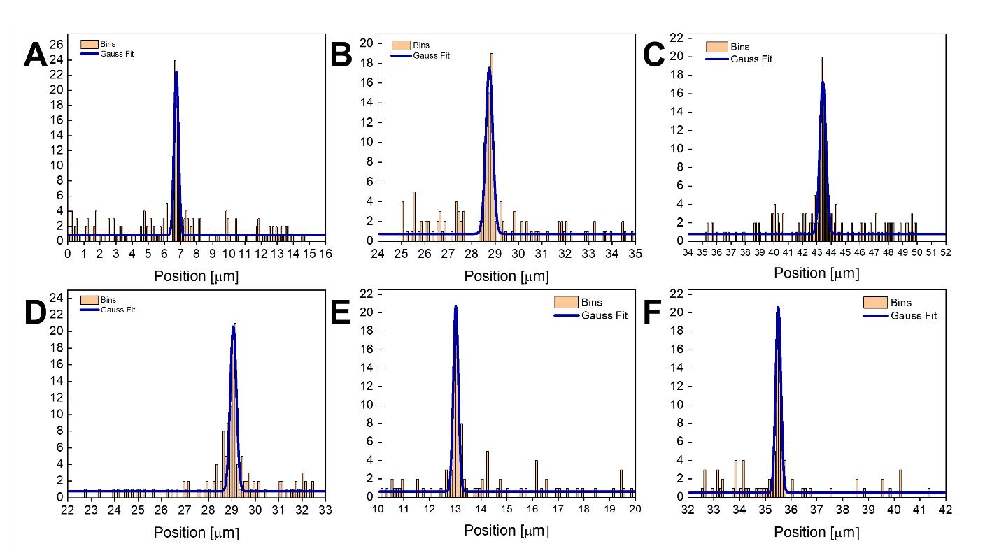 A
Bins
Gauss Fit
26
24
22
20
18
16
14
12
10
8
6
4
2
0
0 1 2 3 4 5 6 7 8 9 10 11 12 13 14 15 16
Position [μm]
B
Bins
Gauss Fit
20
18
16
14
12
10
8
6
4
2
0
24 25 26 27 28 29 30 31 32 33 34 35
Position [μm]
C
Bins
Gauss Fit
22
20
18
16
14
12
10
8
6
4
2
0
34 35 36 37 38 39 40 41 42 43 44 45 46 47 48 49 50 51 52
Position [μm]
D
Bins
Gauss Fit
24
22
20
18
16
14
12
10
8
6
4
2
0
22 23 24 25 26 27 28 29 30 31 32 33
Position [μm]
E
Bins
Gauss Fit
22
20
18
16
14
12
10
8
6
4
2
0
10 11 12 13 14 15 16 17 18 19 20
Position [μm]
F
Bins
Gauss Fit
22
20
18
16
14
12
10
8
6
4
2
0
32 33 34 35 36 37 38 39 40 41 42
Position [μm]